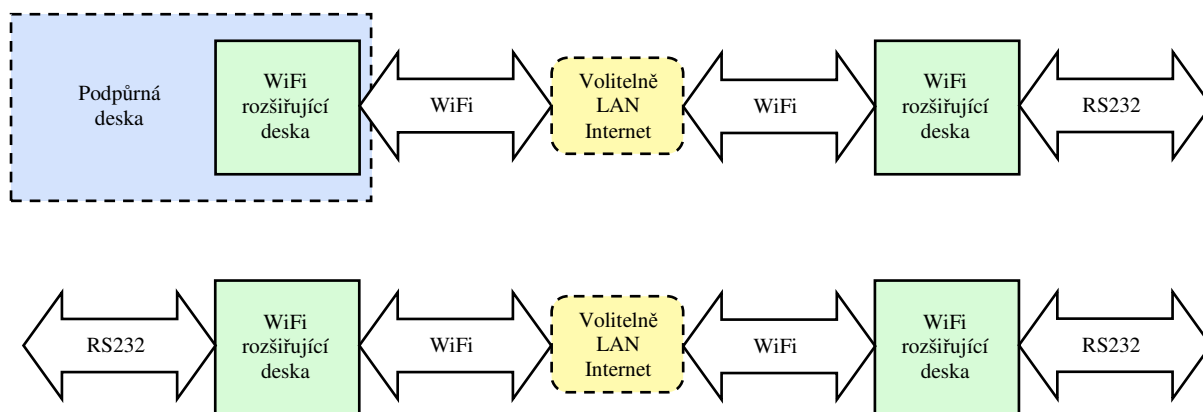 Podpůrná
deska
WiFi
rozšiřující
deska
WiFi
Volitelně
LAN
Internet
WiFi
WiFi
rozšiřující
deska
RS232
RS232
WiFi
rozšiřující
deska
WiFi
Volitelně
LAN
Internet
WiFi
WiFi
rozšiřující
deska
RS232